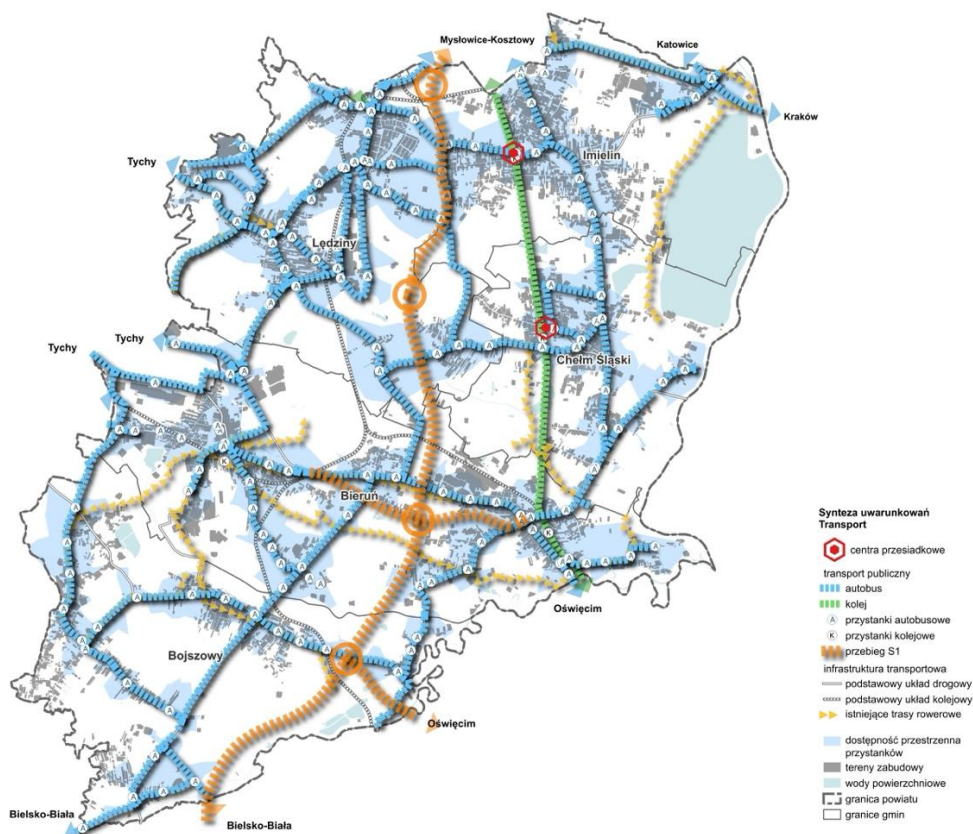 Mysłowice-Kosztowy
Katowice
Kraków
Tychy
Imielin
Lędziny
Tychy
Tychy
Chełm Śląski
Bieruń
Oświęcim
Bojszowy
Oświęcim
Bielsko-Biała
Bielsko-Biała
Synteza uwarunkowań
Transport
centra przesiadkowe
transport publiczny
autobus
kolej
A przystanki autobusowe
K przystanki kolejowe
przebieg S1
infrastruktura transportowa
podstawowy układ drogowy
podstawowy układ kolejowy
istniejące trasy rowerowe
dostępność przestrzenna
przystanków
tereny zabudowy
wody powierzchniowe
granica powiatu
granice gmin